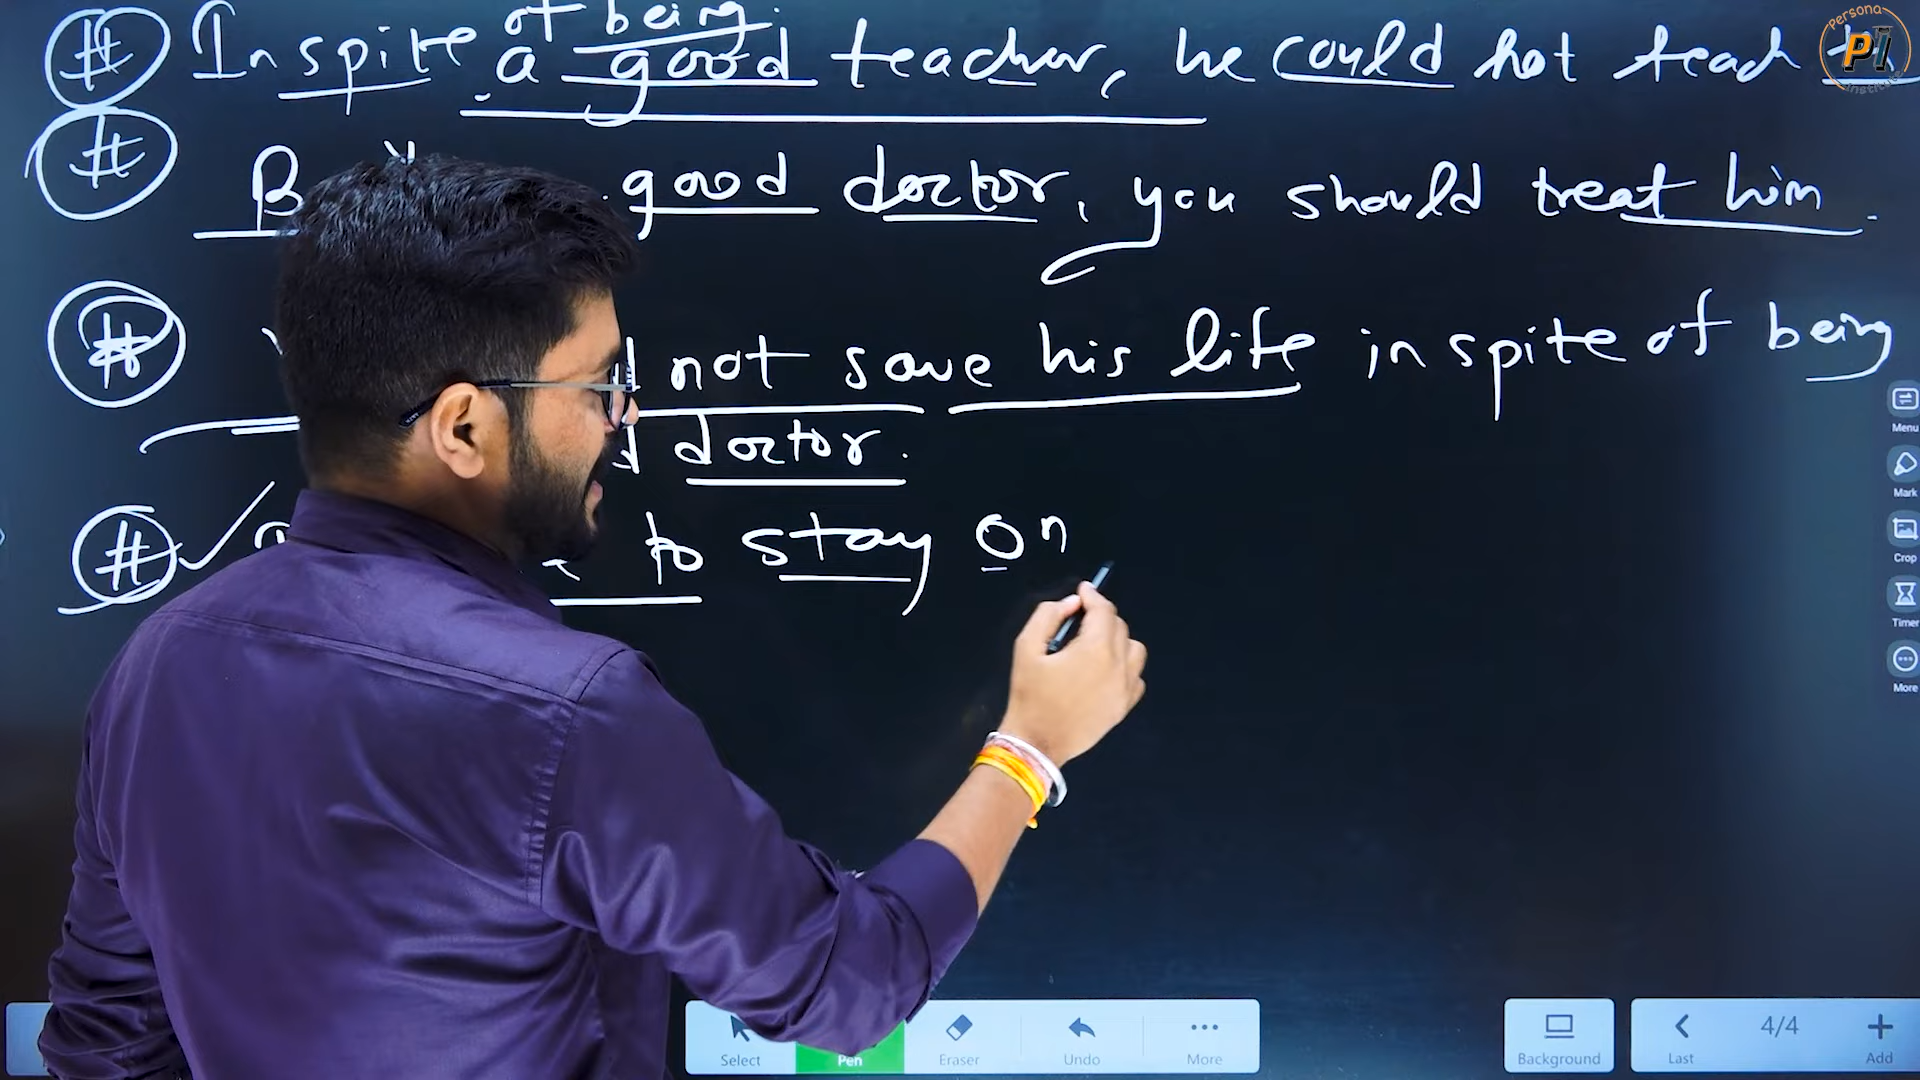 # Inspite of being a good teacher, he could not teach
Persona PI Institute
# good doctor, you should treat him.
# not save his life inspite of being
doctor.
# to stay on
Menu
Mark
Crop
Timer
More
Select Pen Eraser Undo More Background Last 4/4 Add